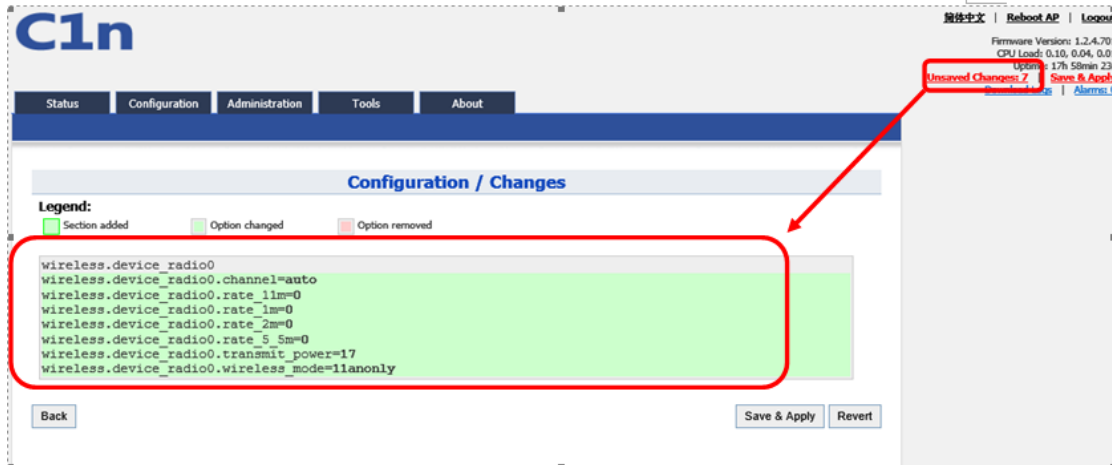 C1n
简体中文 | Reboot AP | Logout
Firmware Version: 1.2.4.70
CPU Load: 0.10, 0.04, 0.0
Uptime: 17h 58min 23
Unsaved Changes: 7 | Save & Apply
Download Logs | Alarms:
Status Configuration Administration Tools About
Configuration / Changes
Legend:
Section added Option changed Option removed
wireless.device_radio0
wireless.device_radio0.channel=auto
wireless.device_radio0.rate_11m=0
wireless.device_radio0.rate_1m=0
wireless.device_radio0.rate_2m=0
wireless.device_radio0.rate_5_5m=0
wireless.device_radio0.transmit_power=17
wireless.device_radio0.wireless_mode=11anonly
Back Save & Apply Revert